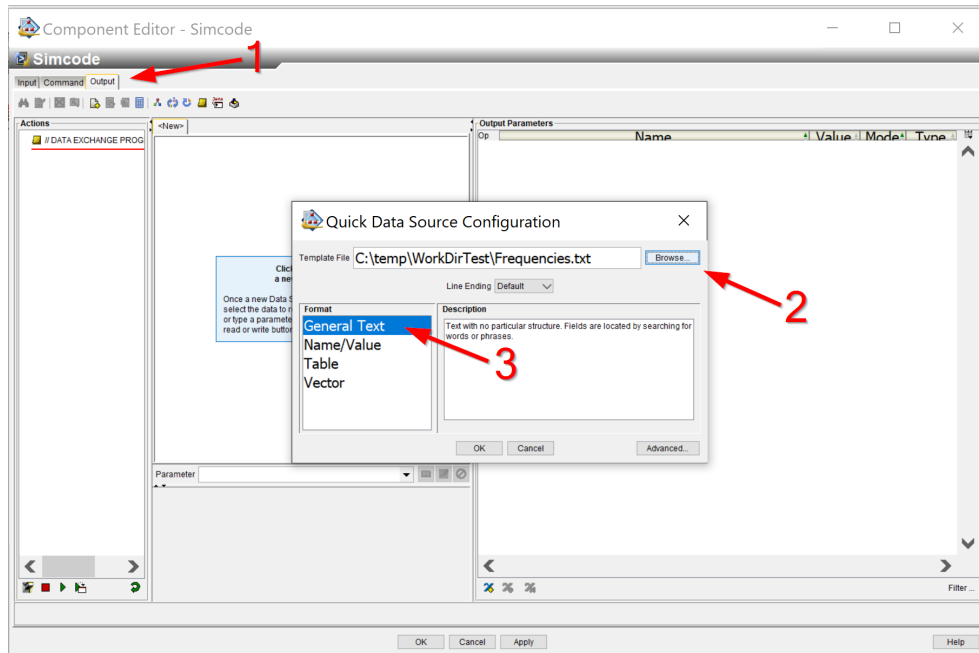 Component Editor - Simcode
Simcode
1
Input Command Output
Actions
// DATA EXCHANGE PROG
<New>
Output Parameters
Op Name Value Mode Type
Quick Data Source Configuration
Template File C:\temp\WorkDirTest\Frequencies.txt Browse...
Line Ending Default
2
Format
General Text
Name/Value
Table
Vector
3
Description
Text with no particular structure. Fields are located by searching for
words or phrases.
OK Cancel Advanced...
a ne
Once a new Data S
select the data to
or type a paramete
read or write button
Parameter
Filter ...
OK Cancel Apply Help